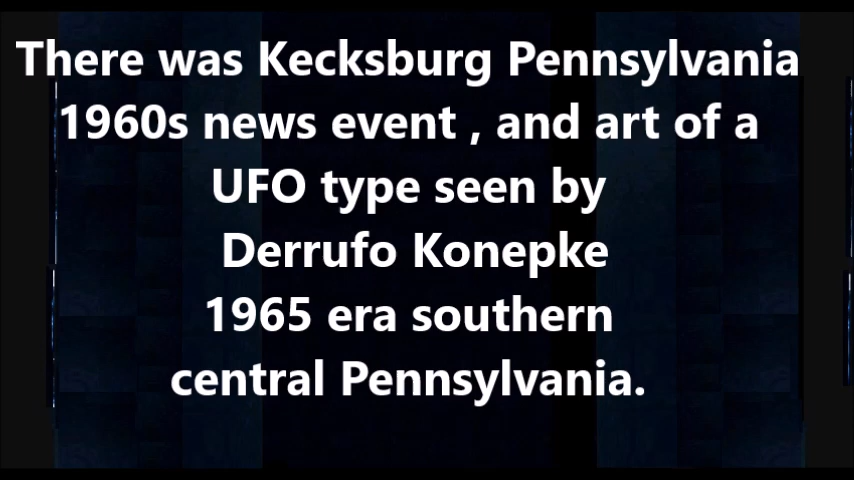 There was Kecksburg Pennsylvania
1960s news event , and art of a
UFO type seen by
Derrufo Konepke
1965 era southern
central Pennsylvania.